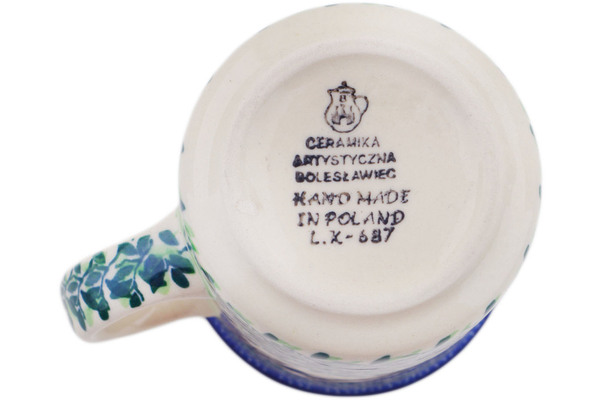 B
CERAMIKA
ARTYSTYCZNA
BOLESŁAWIEC
HAND MADE
IN POLAND
L.K-687